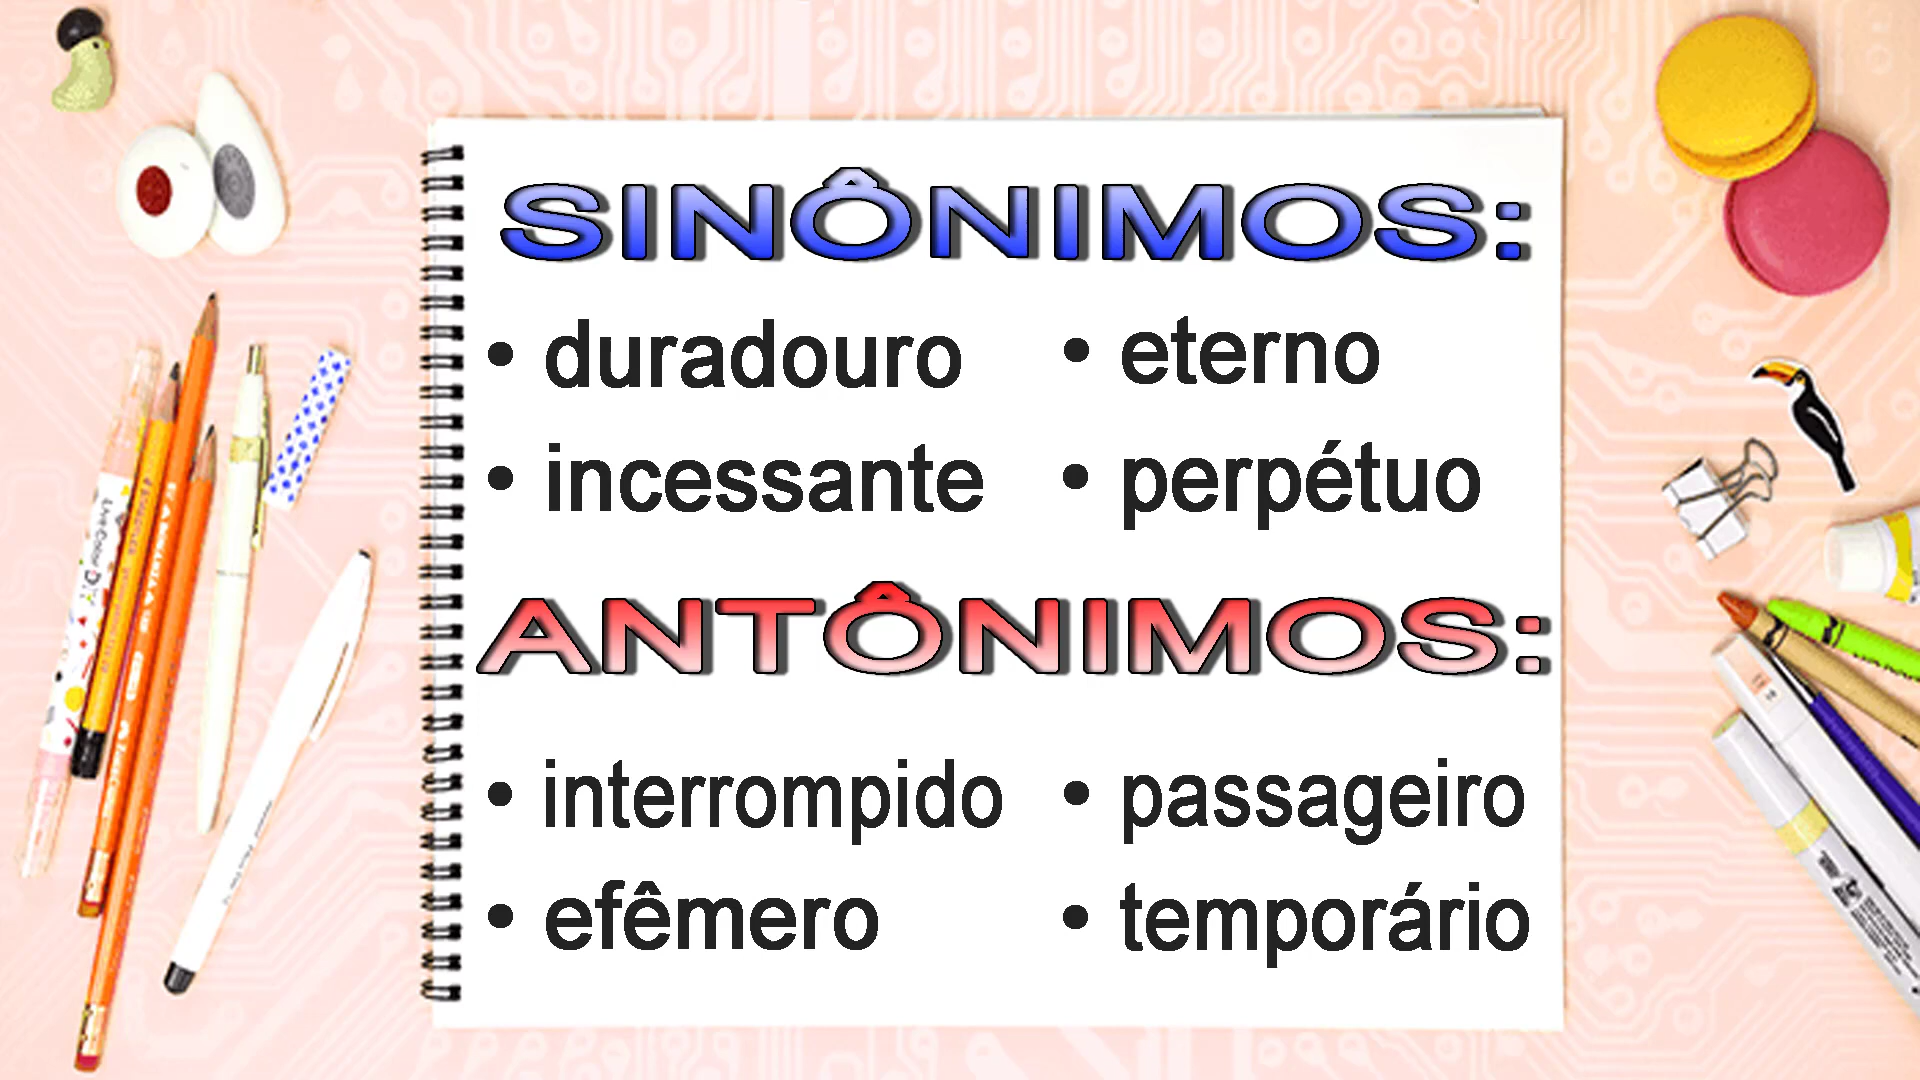 SINÔNIMOS:
• duradouro • eterno
• incessante • perpétuo
ANTÔNIMOS:
• interrompido • passageiro
• efêmero • temporário